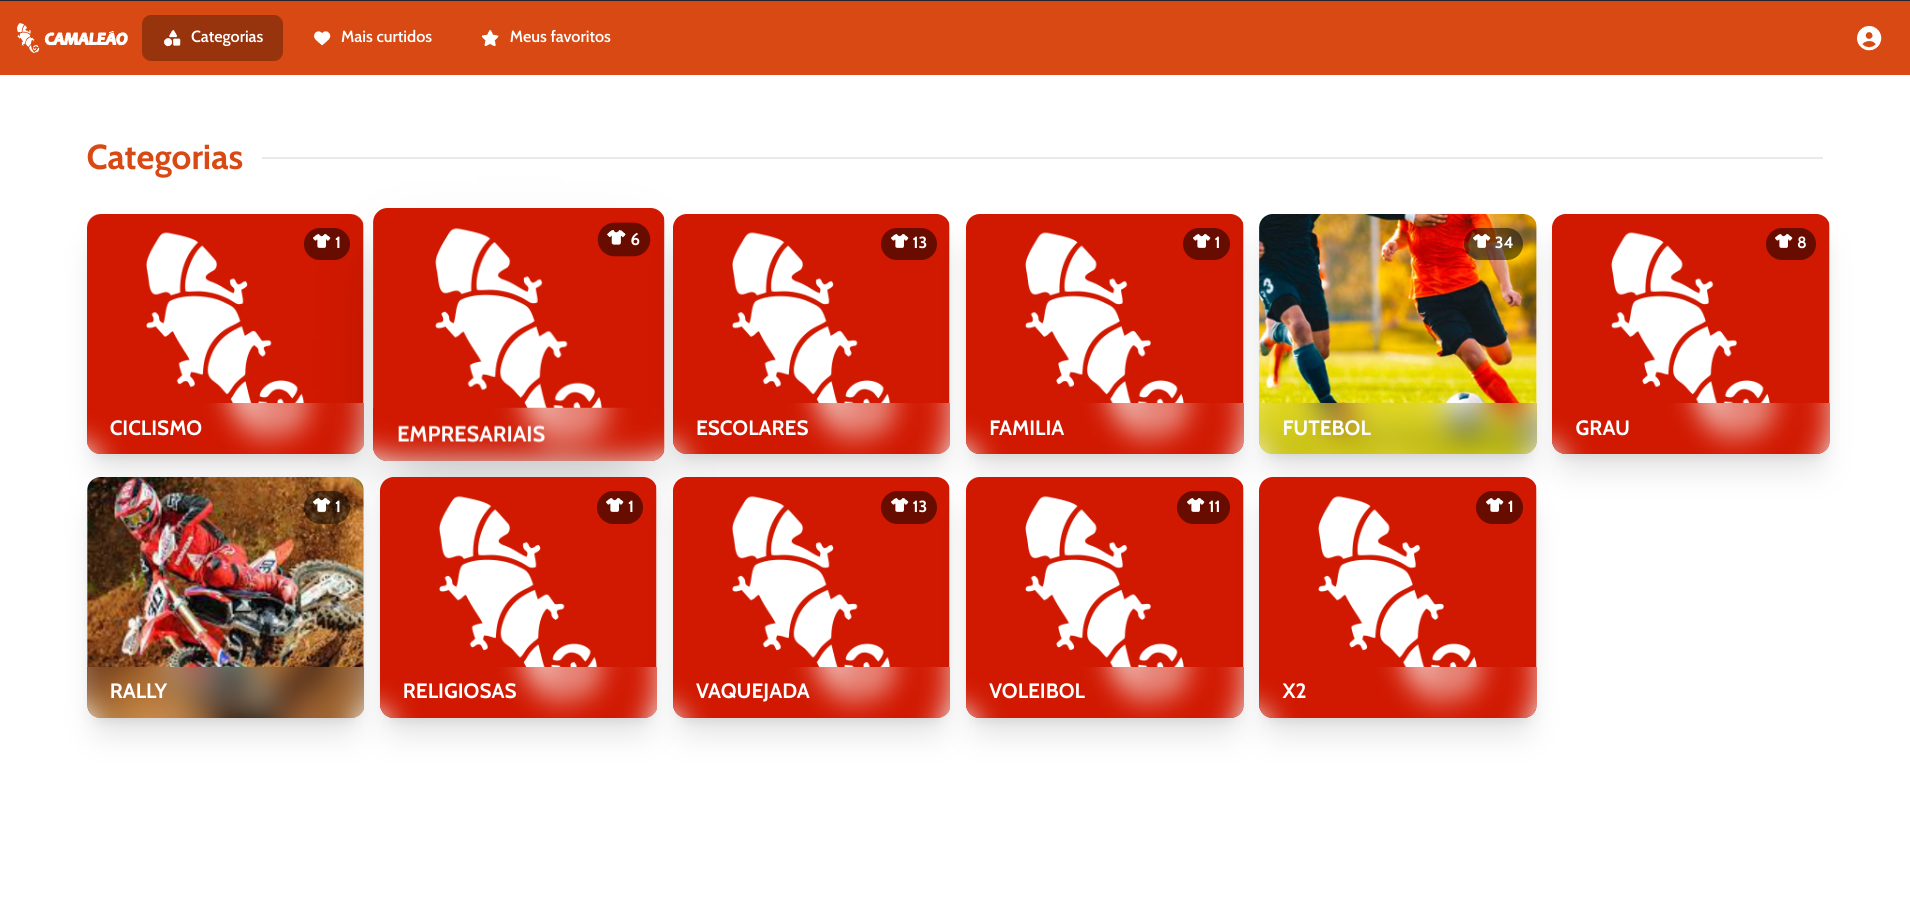 CAMALEÃO Categorias Mais curtidos Meus favoritos
Categorias
1
CICLISMO
6
EMPRESARIAIS
13
ESCOLARES
1
FAMILIA
34
3
FUTEBOL
8
GRAU
1
RALLY
1
RELIGIOSAS
13
VAQUEJADA
11
VOLEIBOL
1
X2